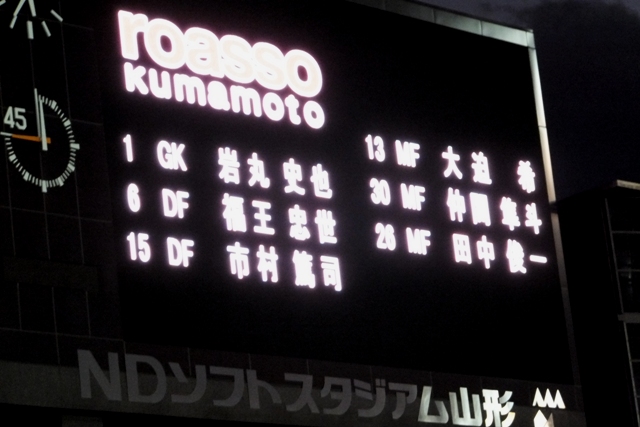 roasso
kumamoto
45
1 GK 岩丸 史也
6 DF 福王 忠世
15 DF 市村 篤司
13 MF 大迫 希
30 MF 仲間 隼斗
26 MF 田中 俊一
NDソフトスタジアム山形